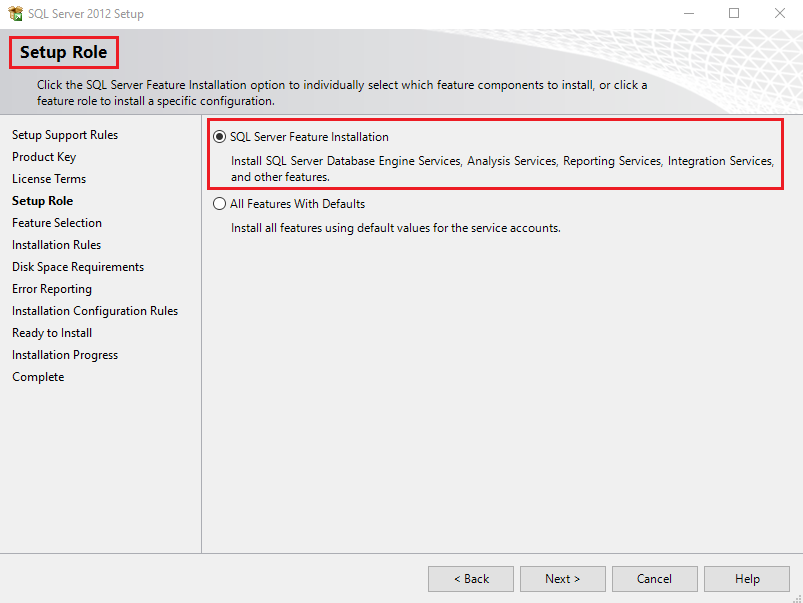 SQL Server 2012 Setup
Setup Role
Click the SQL Server Feature Installation option to individually select which feature components to install, or click a
feature role to install a specific configuration.
Setup Support Rules
Product Key
License Terms
Setup Role
Feature Selection
Installation Rules
Disk Space Requirements
Error Reporting
Installation Configuration Rules
Ready to Install
Installation Progress
Complete
SQL Server Feature Installation
Install SQL Server Database Engine Services, Analysis Services, Reporting Services, Integration Services,
and other features.
All Features With Defaults
Install all features using default values for the service accounts.
< Back
Next >
Cancel
Help